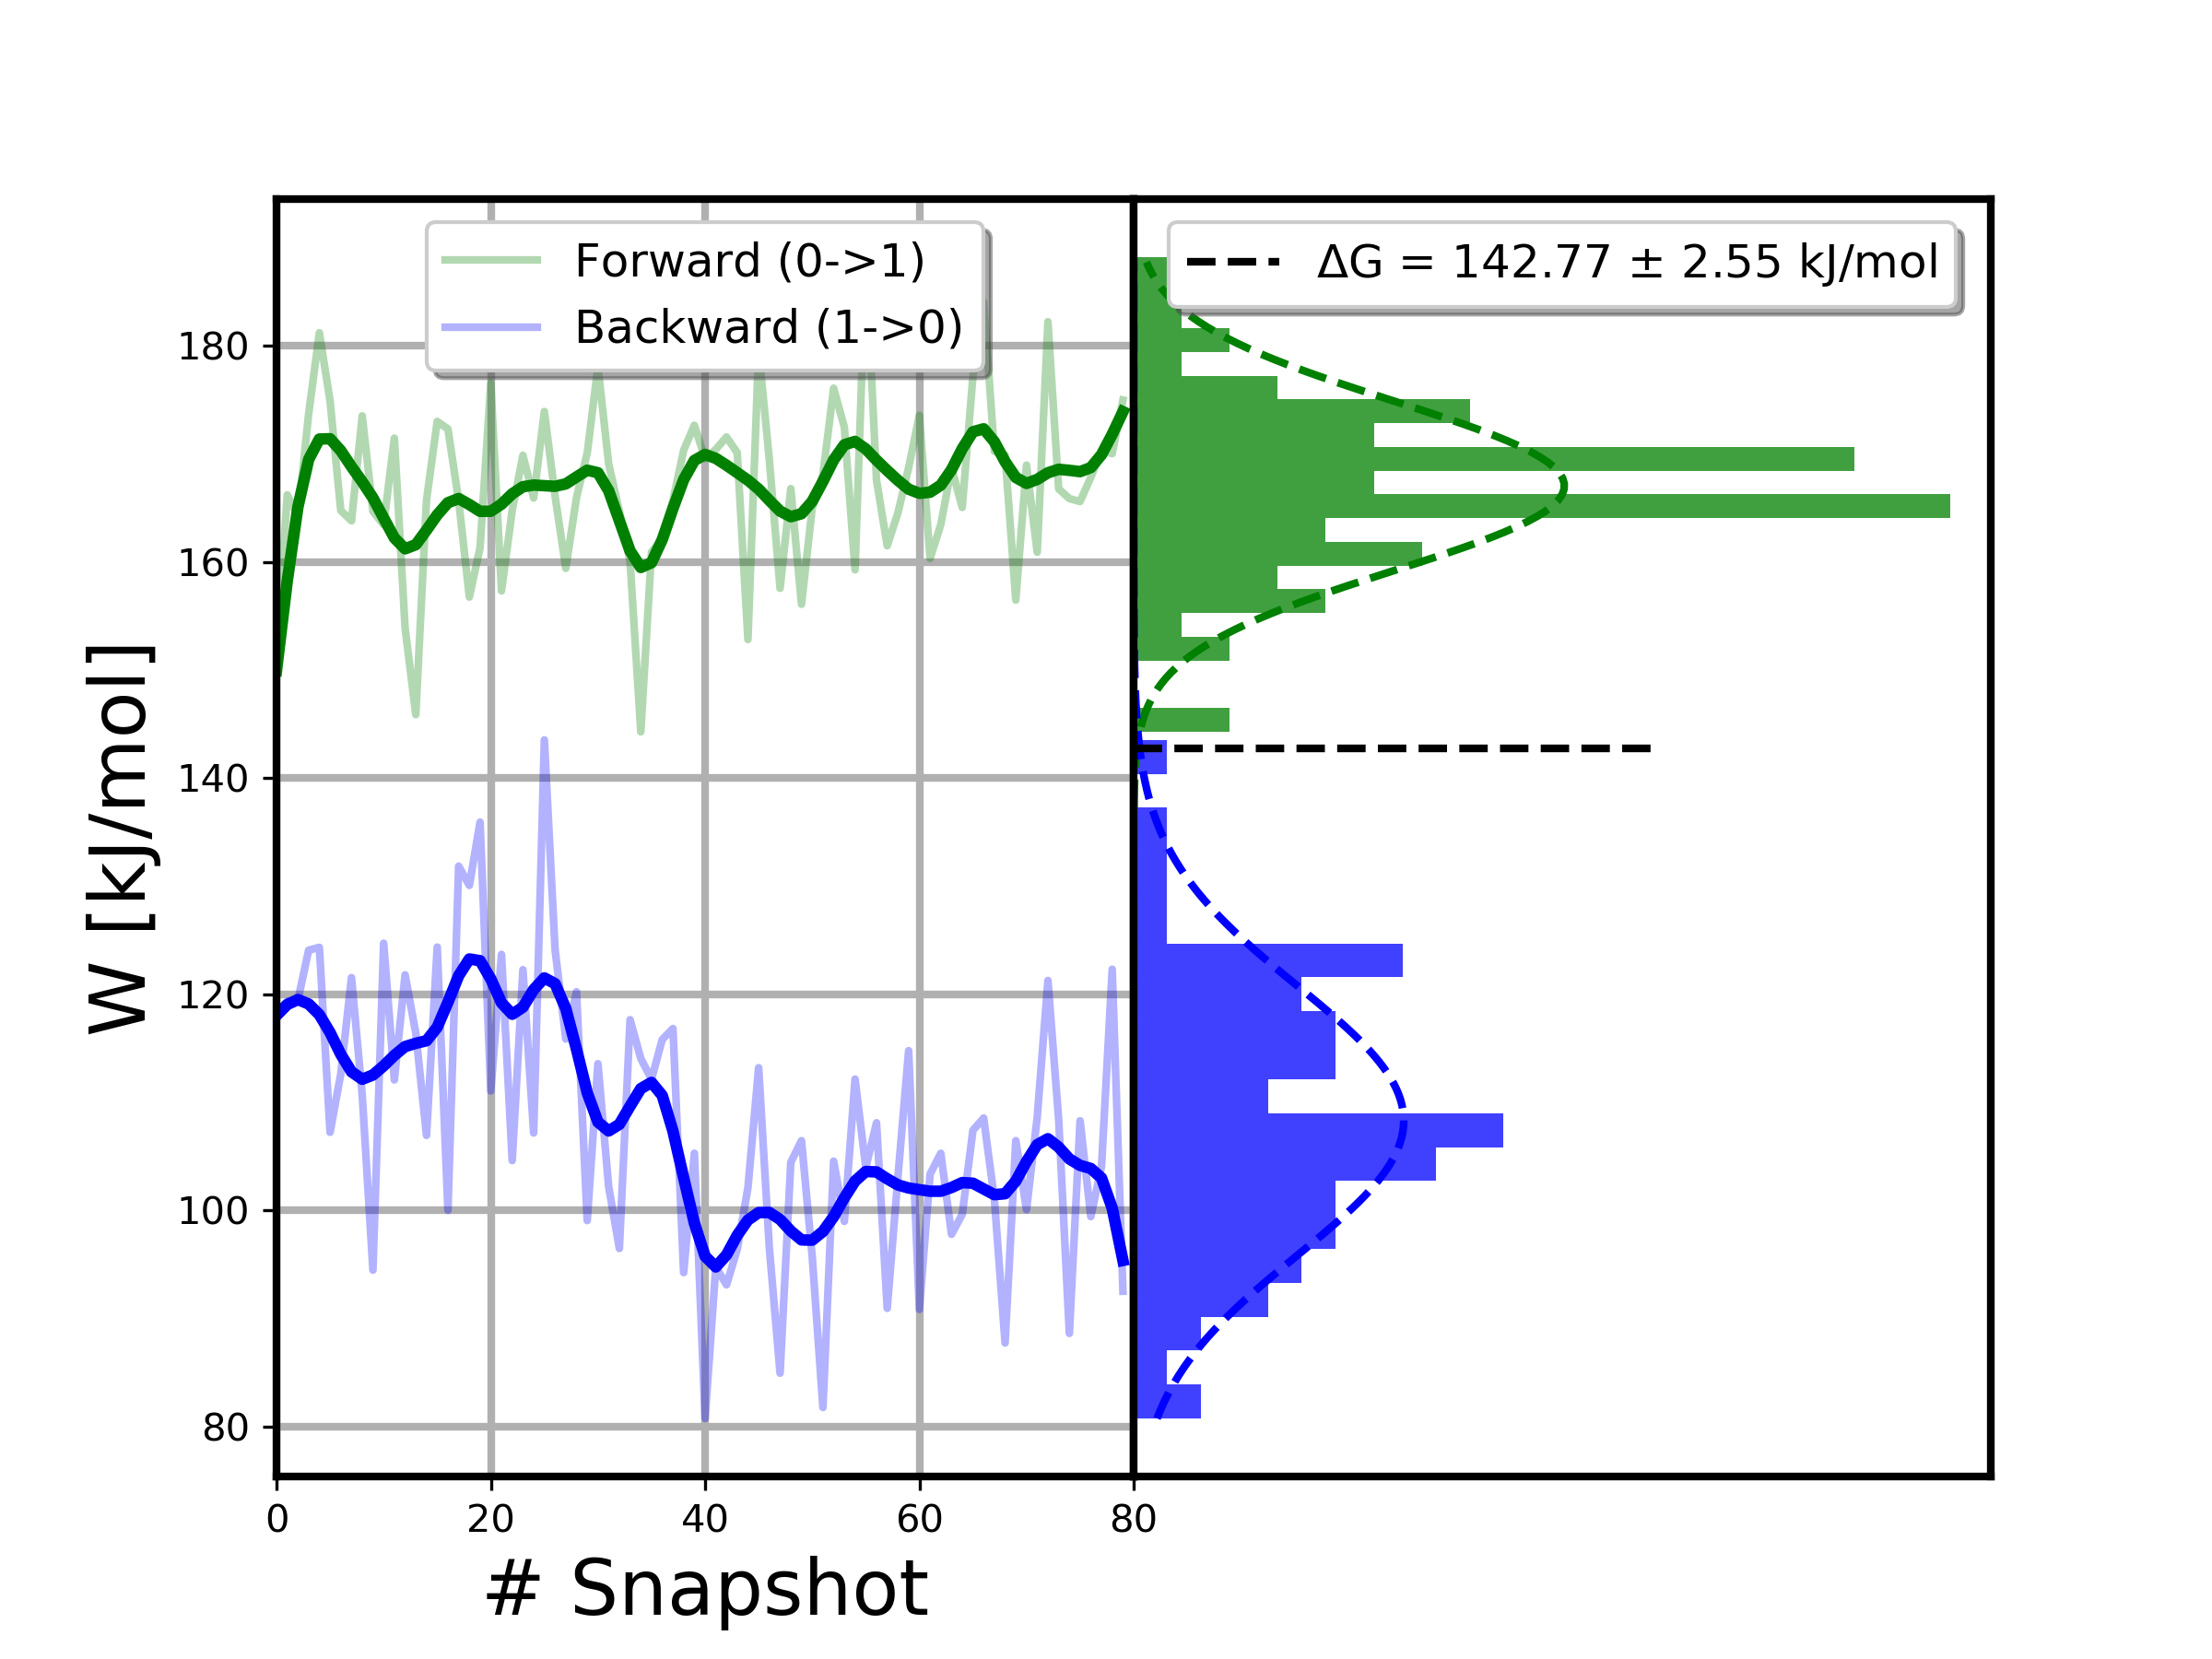 Forward (0->1)
Backward (1->0)
ΔG = 142.77 ± 2.55 kJ/mol
W [kJ/mol]
180
160
140
120
100
80
0 20 40 60 80
# Snapshot